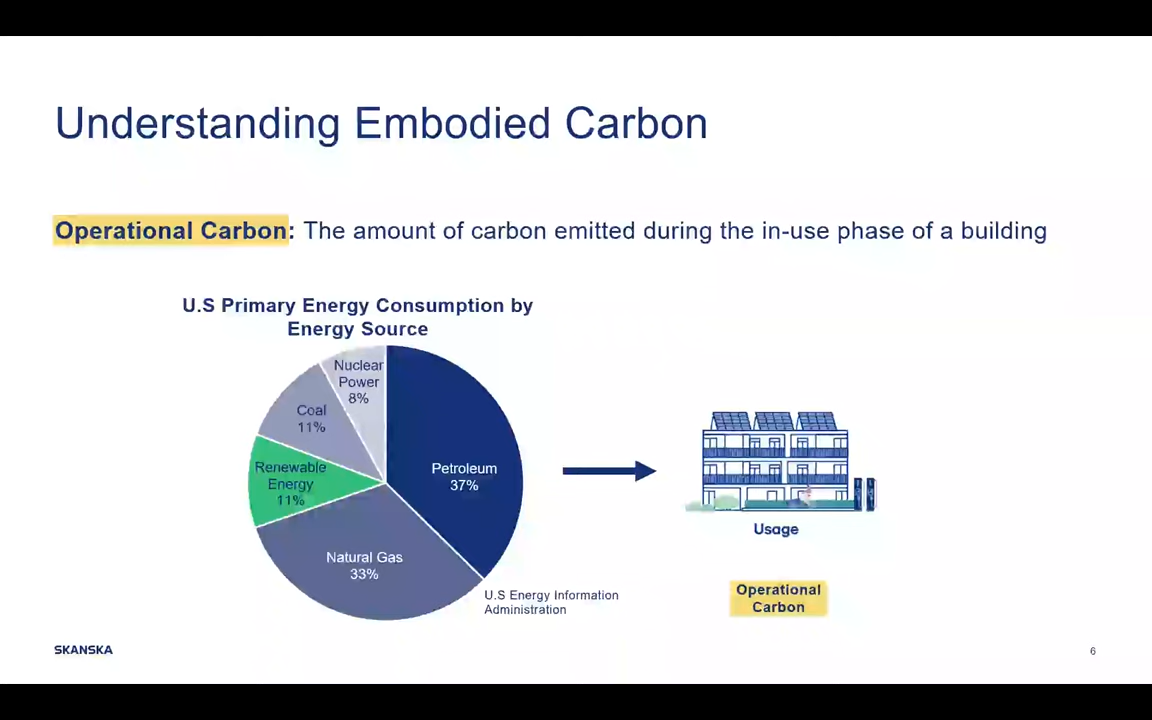 Understanding Embodied Carbon
Operational Carbon: The amount of carbon emitted during the in-use phase of a building
U.S Primary Energy Consumption by
Energy Source
Nuclear
Power
8%
Coal
11%
Renewable
Energy
11%
Petroleum
37%
Natural Gas
33%
U.S Energy Information
Administration
Usage
Operational
Carbon
SKANSKA
6